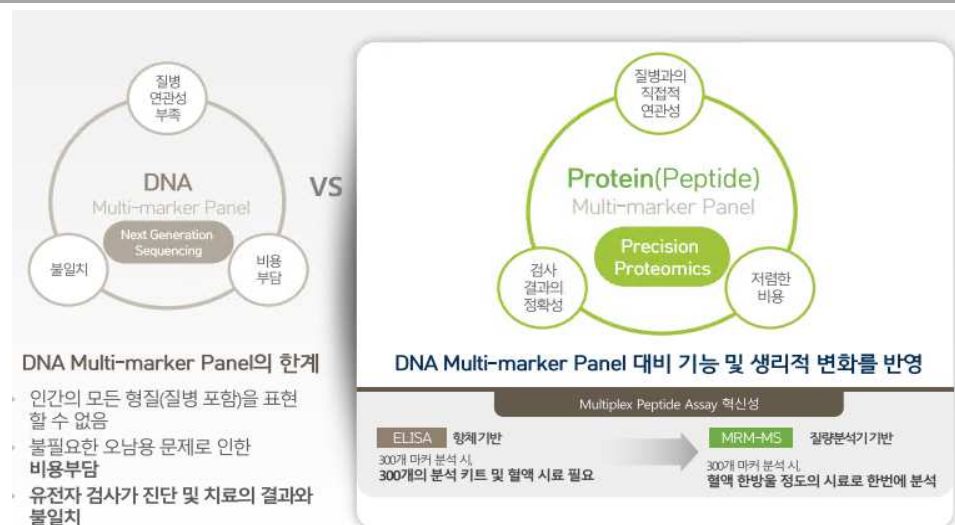 질병
연관성
부족
DNA
Multi-marker Panel
Next Generation
Sequencing
불일치
비용
부담
VS
질병과의
직접적
연관성
Protein(Peptide)
Multi-marker Panel
Precision
Proteomics
검사
결과의
정확성
저렴한
비용
DNA Multi-marker Panel의 한계
인간의 모든 형질(질병 포함)을 표현
할 수 없음
불필요한 오남용 문제로 인한
비용부담
유전자 검사가 진단 및 치료의 결과와
불일치
DNA Multi-marker Panel 대비 기능 및 생리적 변화를 반영
Multiplex Peptide Assay 혁신성
ELISA 항체기반
300개 마커 분석 시,
300개의 분석 키트 및 혈액 시료 필요
MRM-MS 질량분석기기반
300개 마커 분석 시,
혈액 한방울 정도의 시료로 한번에 분석